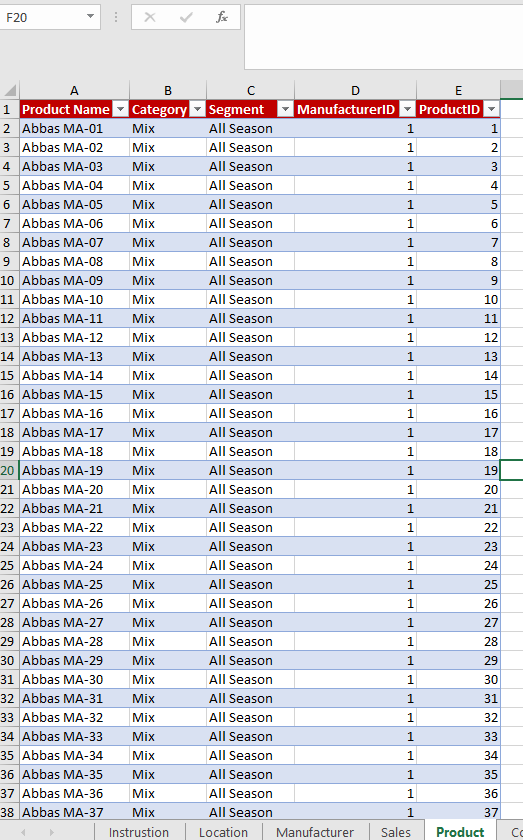 F20 fx
A B C D E
1 Product Name Category Segment ManufacturerID ProductID
2 Abbas MA-01 Mix All Season 1 1
3 Abbas MA-02 Mix All Season 1 2
4 Abbas MA-03 Mix All Season 1 3
5 Abbas MA-04 Mix All Season 1 4
6 Abbas MA-05 Mix All Season 1 5
7 Abbas MA-06 Mix All Season 1 6
8 Abbas MA-07 Mix All Season 1 7
9 Abbas MA-08 Mix All Season 1 8
10 Abbas MA-09 Mix All Season 1 9
11 Abbas MA-10 Mix All Season 1 10
12 Abbas MA-11 Mix All Season 1 11
13 Abbas MA-12 Mix All Season 1 12
14 Abbas MA-13 Mix All Season 1 13
15 Abbas MA-14 Mix All Season 1 14
16 Abbas MA-15 Mix All Season 1 15
17 Abbas MA-16 Mix All Season 1 16
18 Abbas MA-17 Mix All Season 1 17
19 Abbas MA-18 Mix All Season 1 18
20 Abbas MA-19 Mix All Season 1 19
21 Abbas MA-20 Mix All Season 1 20
22 Abbas MA-21 Mix All Season 1 21
23 Abbas MA-22 Mix All Season 1 22
24 Abbas MA-23 Mix All Season 1 23
25 Abbas MA-24 Mix All Season 1 24
26 Abbas MA-25 Mix All Season 1 25
27 Abbas MA-26 Mix All Season 1 26
28 Abbas MA-27 Mix All Season 1 27
29 Abbas MA-28 Mix All Season 1 28
30 Abbas MA-29 Mix All Season 1 29
31 Abbas MA-30 Mix All Season 1 30
32 Abbas MA-31 Mix All Season 1 31
33 Abbas MA-32 Mix All Season 1 32
34 Abbas MA-33 Mix All Season 1 33
35 Abbas MA-34 Mix All Season 1 34
36 Abbas MA-35 Mix All Season 1 35
37 Abbas MA-36 Mix All Season 1 36
38 Abbas MA-37 Mix All Season 1 37
Instrustion Location Manufacturer Sales Product